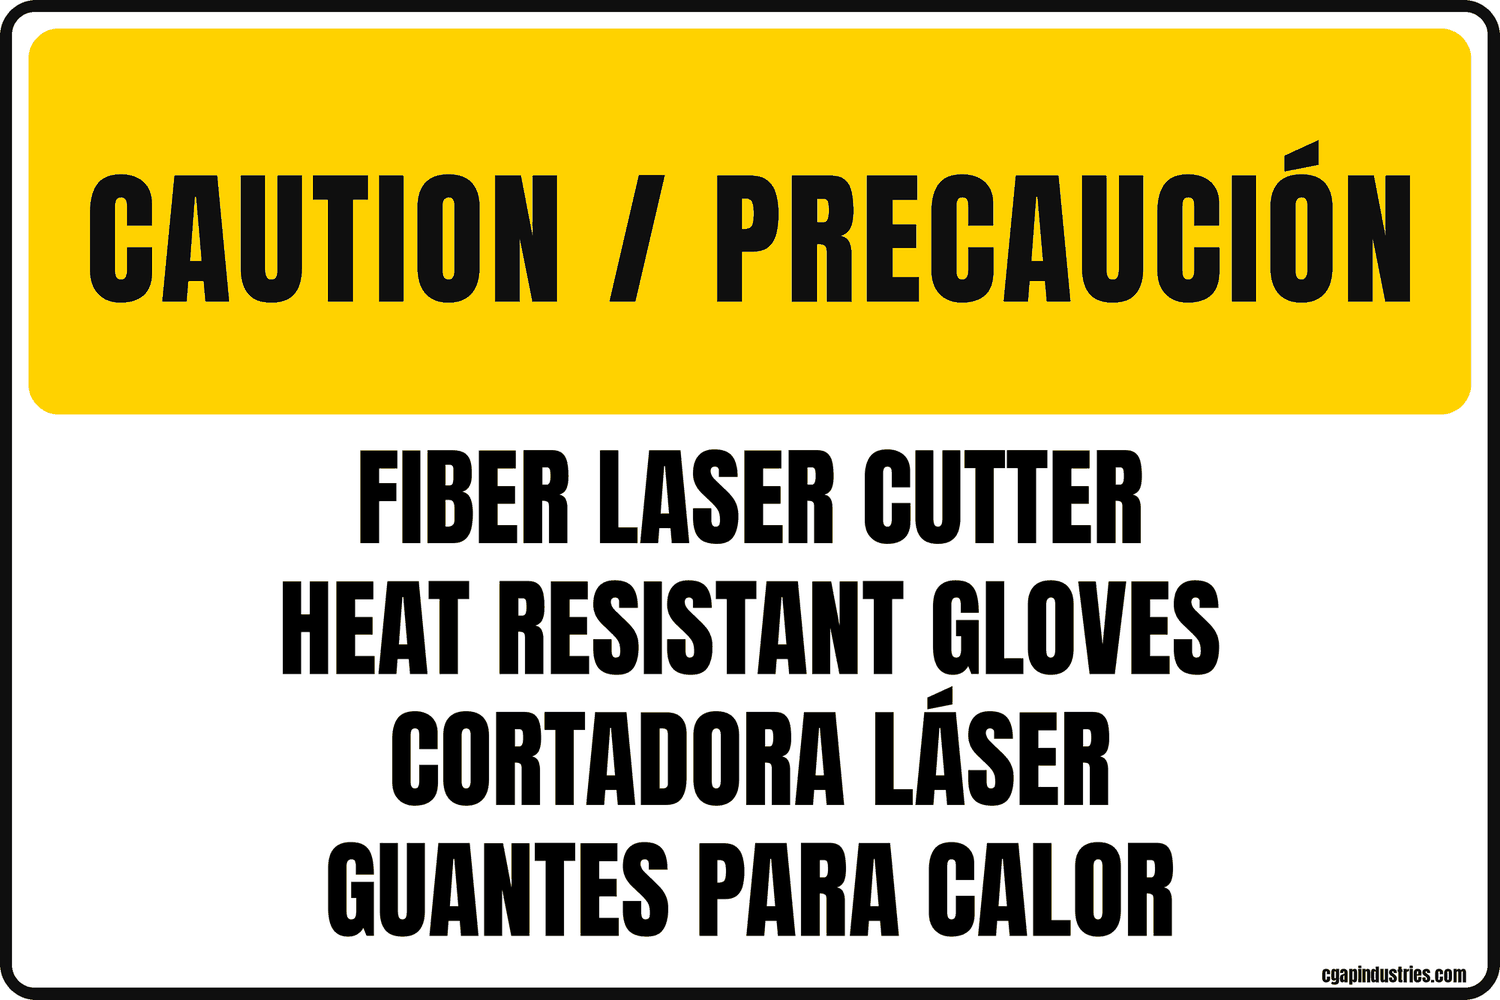 CAUTION / PRECAUCIÓN
FIBER LASER CUTTER
HEAT RESISTANT GLOVES
CORTADORA LÁSER
GUANTES PARA CALOR
cgapindustries.com